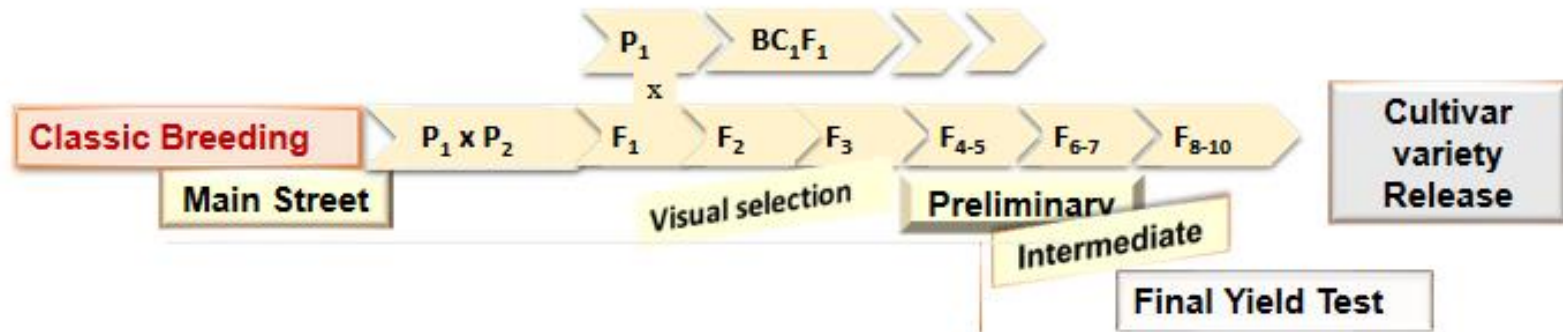 P₁ BC₁F₁
x
Classic Breeding P₁ x P₂ F₁ F₂ F₃ F₄₋₅ F₆₋₇ F₈₋₁₀
Main Street
Visual selection
Preliminary
Intermediate
Final Yield Test
Cultivar
variety
Release